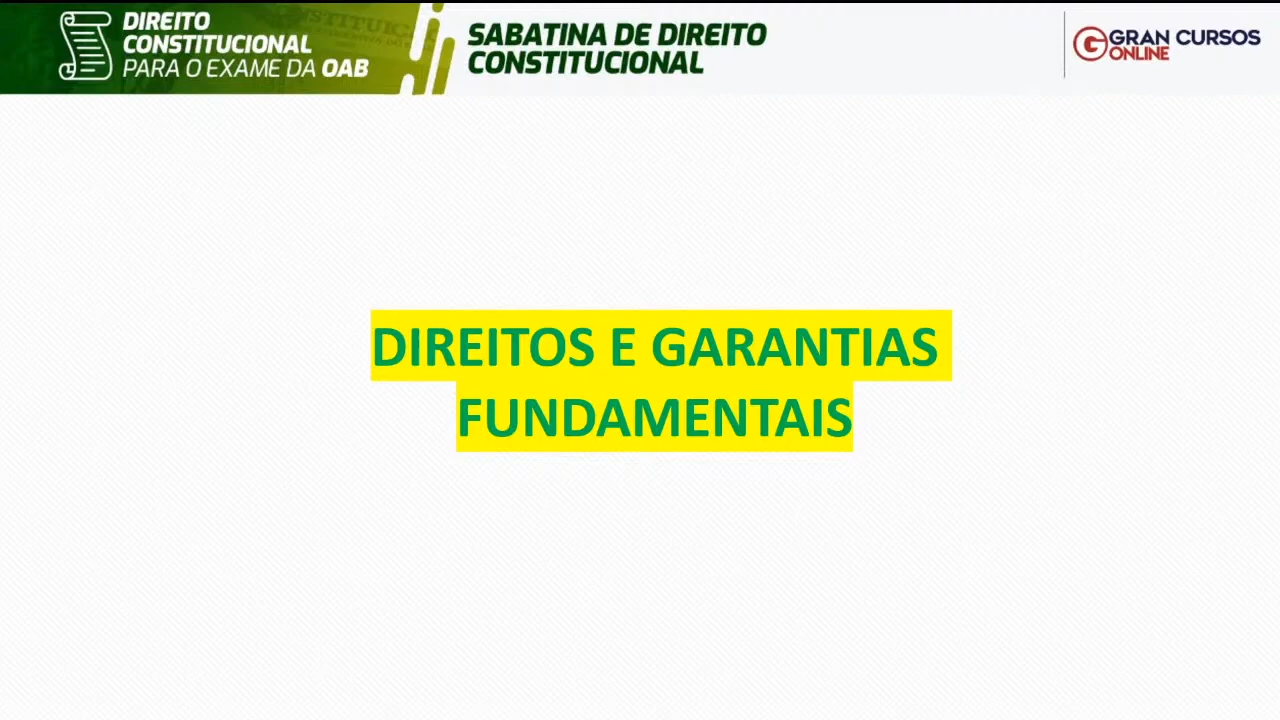 DIREITO
CONSTITUCIONAL
PARA O EXAME DA OAB
SABATINA DE DIREITO
CONSTITUCIONAL
GRAN CURSOS
ONLINE
DIREITOS E GARANTIAS
FUNDAMENTAIS